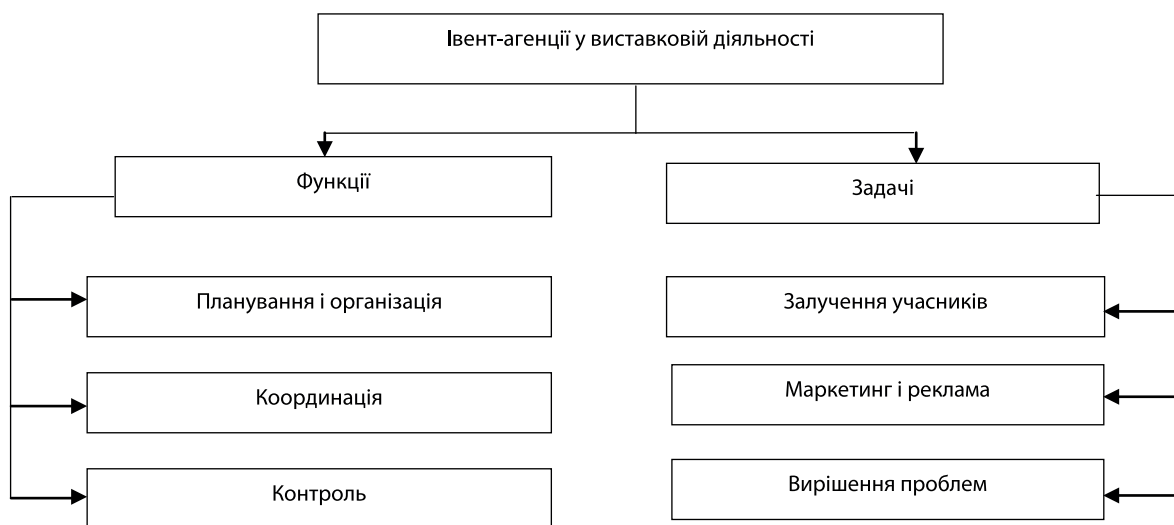 Івент-агенції у виставковій діяльності
Функції
Задачі
Планування і організація
Залучення учасників
Координація
Маркетинг і реклама
Контроль
Вирішення проблем